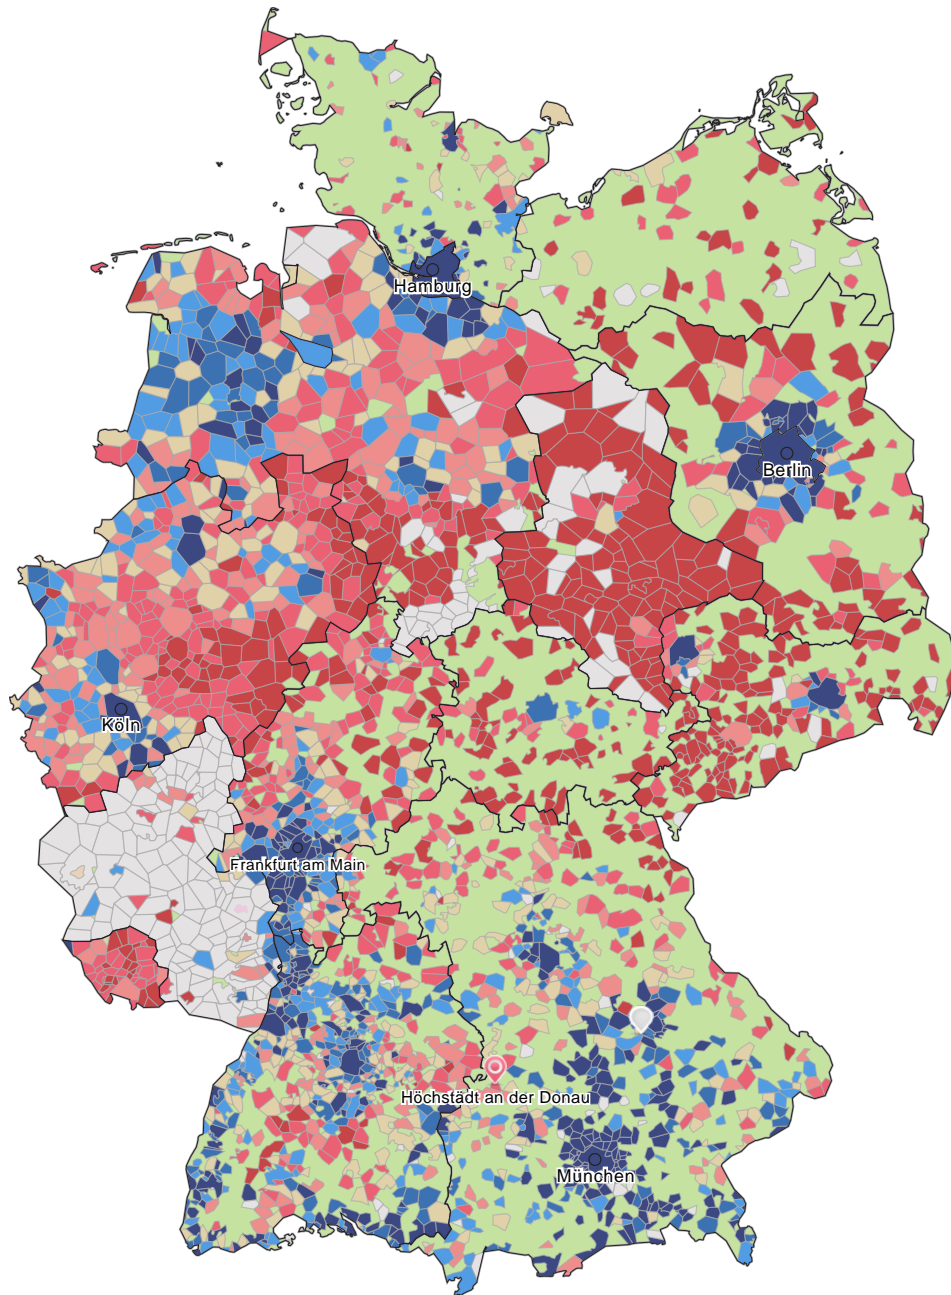 Hamburg
Berlin
Köln
Frankfurt am Main
Höchstädt an der Donau
München